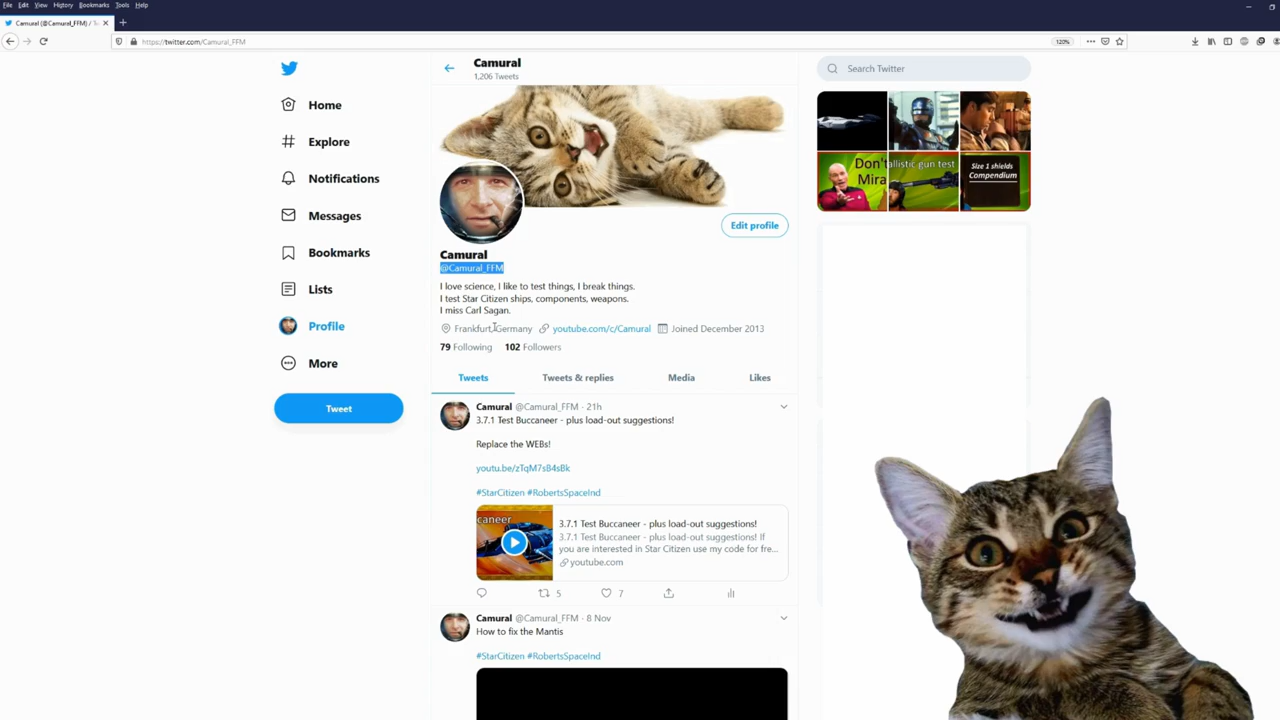 File Edit View History Bookmarks Tools Help
Camural (@Camural_FFM) / Tw
https://twitter.com/Camural_FFM
120%
Camural
1,206 Tweets
Search Twitter
Home
Explore
Notifications
Messages
Bookmarks
Lists
Profile
More
Tweet
Don't
Mira
allistic gun test
Size 1 shields
Compendium
Edit profile
Camural
@Camural_FFM
I love science, I like to test things, I break things.
I test Star Citizen ships, components, weapons.
I miss Carl Sagan.
Frankfurt, Germany youtube.com/c/Camural Joined December 2013
79 Following 102 Followers
Tweets Tweets & replies Media Likes
Camural @Camural_FFM · 21h
3.7.1 Test Buccaneer - plus load-out suggestions!
Replace the WEBs!
youtu.be/zTqM7sB4sBk
#StarCitizen #RobertsSpaceInd
caneer
3.7.1 Test Buccaneer - plus load-out suggestions!
3.7.1 Test Buccaneer - plus load-out suggestions! If
you are interested in Star Citizen use my code for fre...
youtube.com
5 7
Camural @Camural_FFM · 8 Nov
How to fix the Mantis
#StarCitizen #RobertsSpaceInd